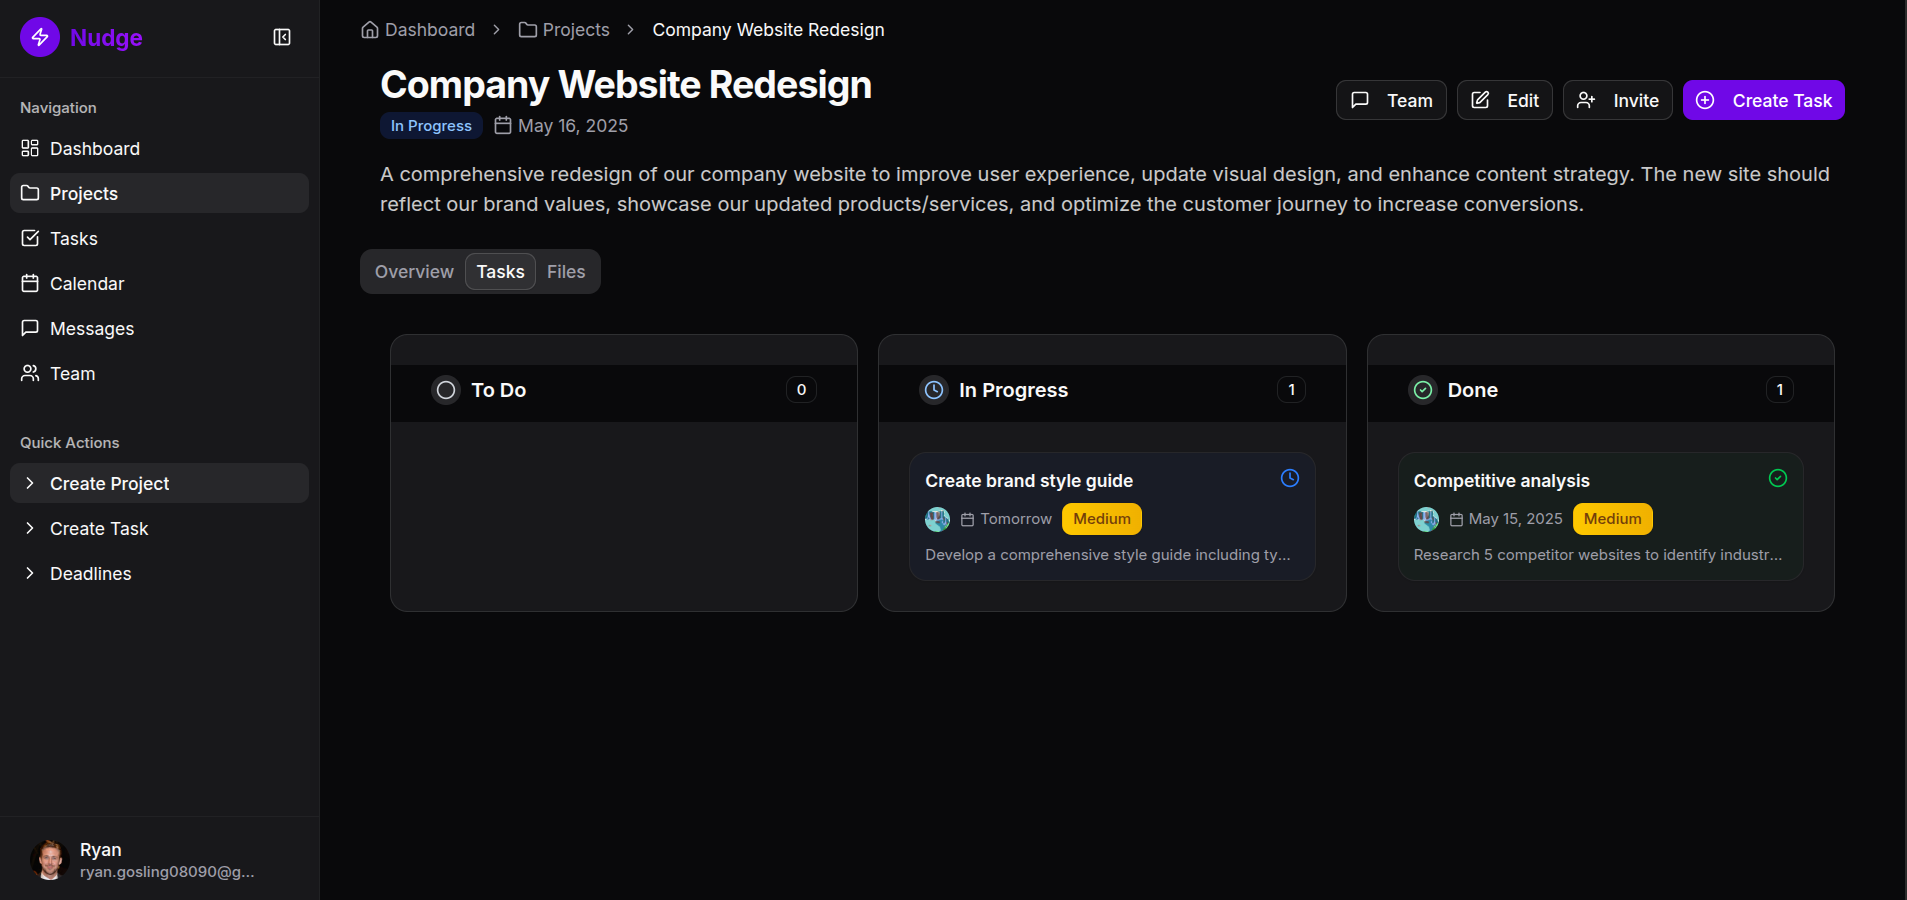 Nudge
Navigation
Dashboard
Projects
Tasks
Calendar
Messages
Team
Quick Actions
Create Project
Create Task
Deadlines
Ryan
ryan.gosling08090@g...
Dashboard > Projects > Company Website Redesign
Company Website Redesign
In Progress May 16, 2025
Team Edit Invite Create Task
A comprehensive redesign of our company website to improve user experience, update visual design, and enhance content strategy. The new site should
reflect our brand values, showcase our updated products/services, and optimize the customer journey to increase conversions.
Overview Tasks Files
To Do 0
In Progress 1
Create brand style guide
Tomorrow Medium
Develop a comprehensive style guide including ty...
Done 1
Competitive analysis
May 15, 2025 Medium
Research 5 competitor websites to identify industr...